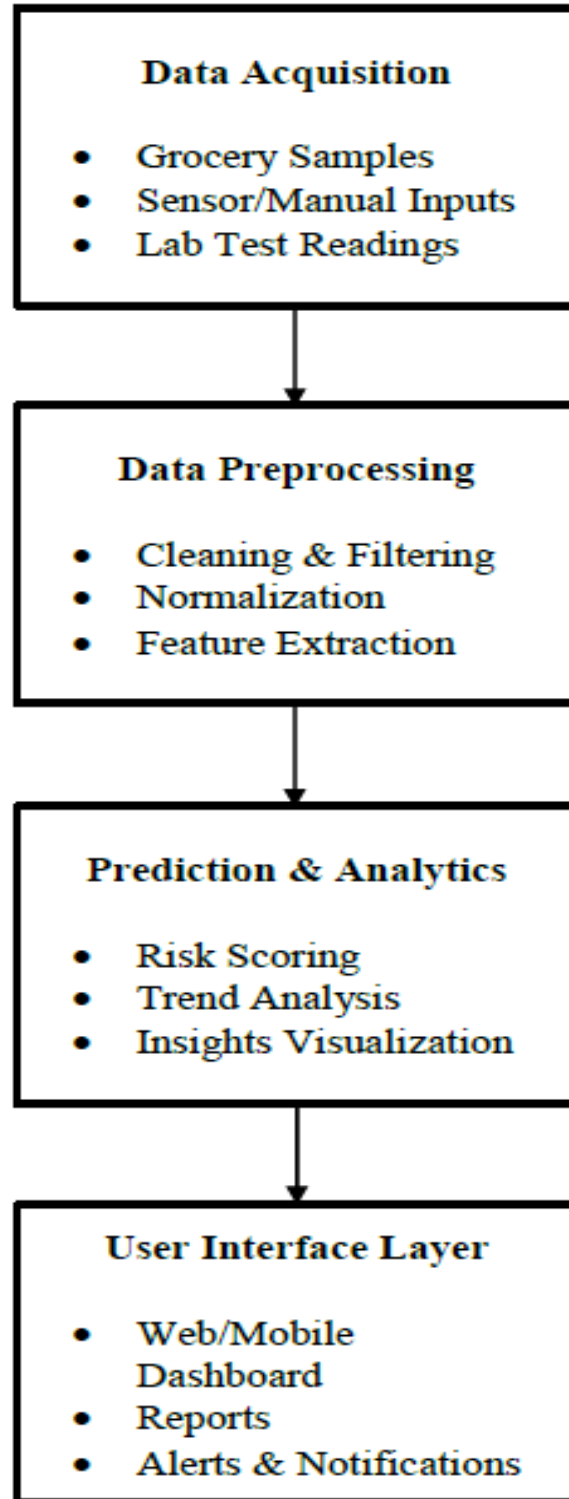 Data Acquisition
• Grocery Samples
• Sensor/Manual Inputs
• Lab Test Readings
Data Preprocessing
• Cleaning & Filtering
• Normalization
• Feature Extraction
Prediction & Analytics
• Risk Scoring
• Trend Analysis
• Insights Visualization
User Interface Layer
• Web/Mobile
Dashboard
• Reports
• Alerts & Notifications